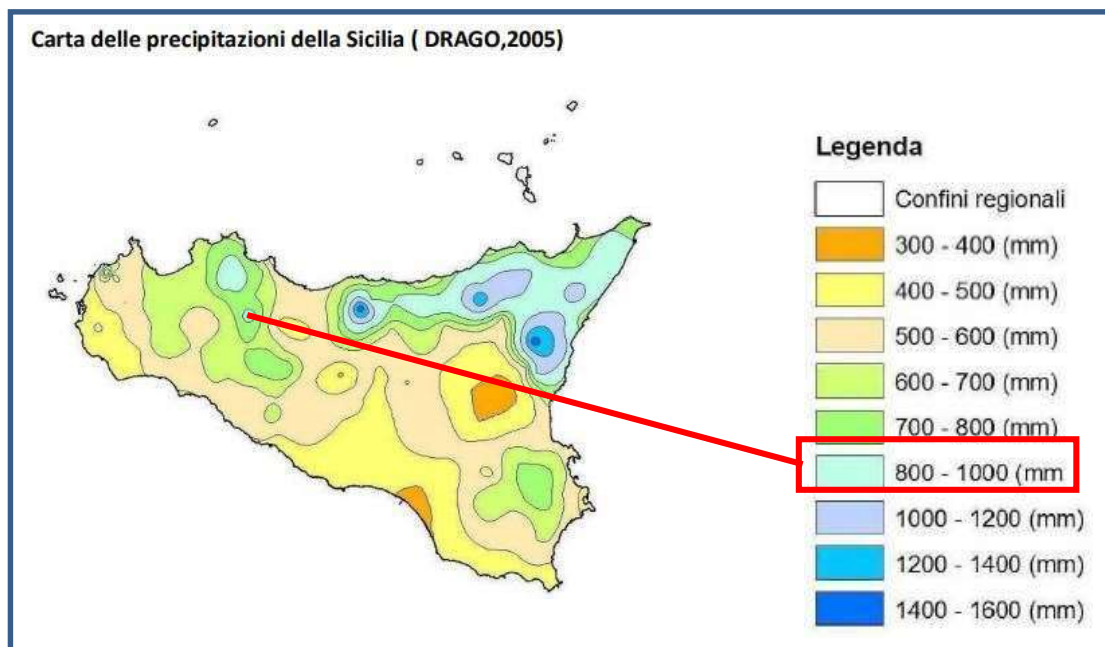 Carta delle precipitazioni della Sicilia ( DRAGO,2005)
Legenda
Confini regionali
300 - 400 (mm)
400 - 500 (mm)
500 - 600 (mm)
600 - 700 (mm)
700 - 800 (mm)
800 - 1000 (mm
1000 - 1200 (mm)
1200 - 1400 (mm)
1400 - 1600 (mm)